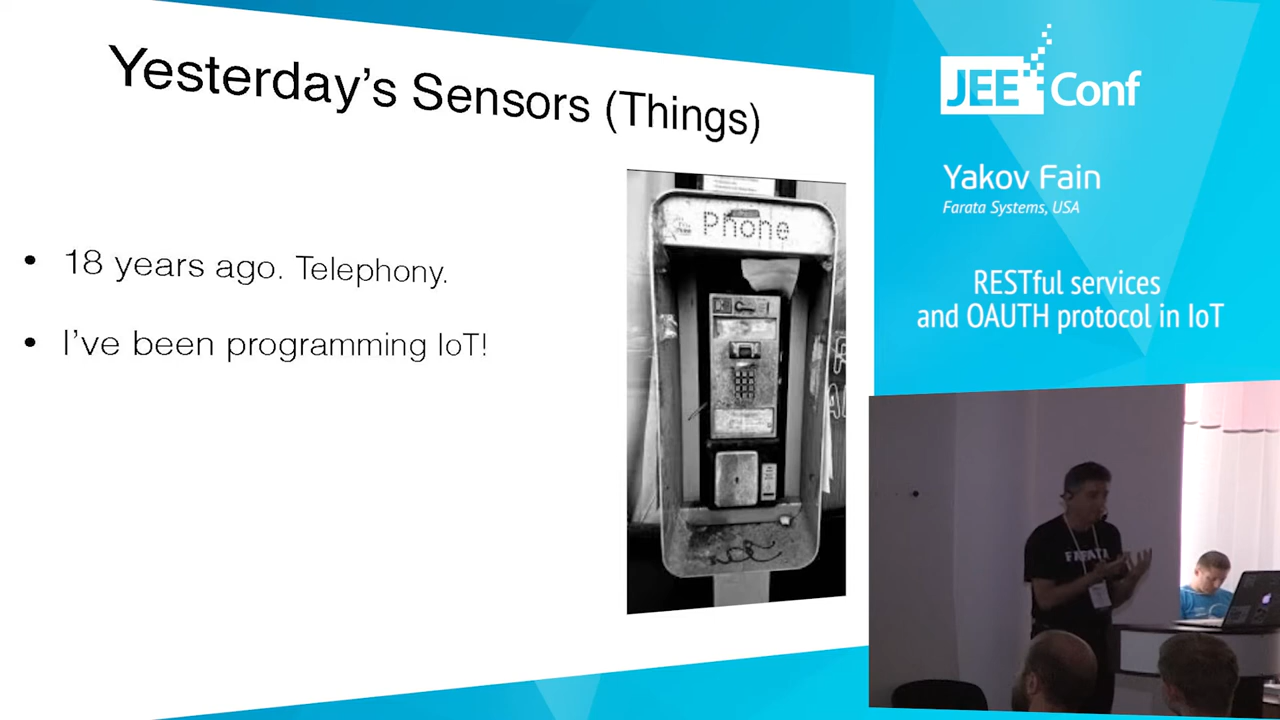 Yesterday's Sensors (Things)
• 18 years ago. Telephony.
• I've been programming IoT!
Phone
JEE Conf
Yakov Fain
Farata Systems, USA
RESTful services
and OAUTH protocol in IoT
FARATA